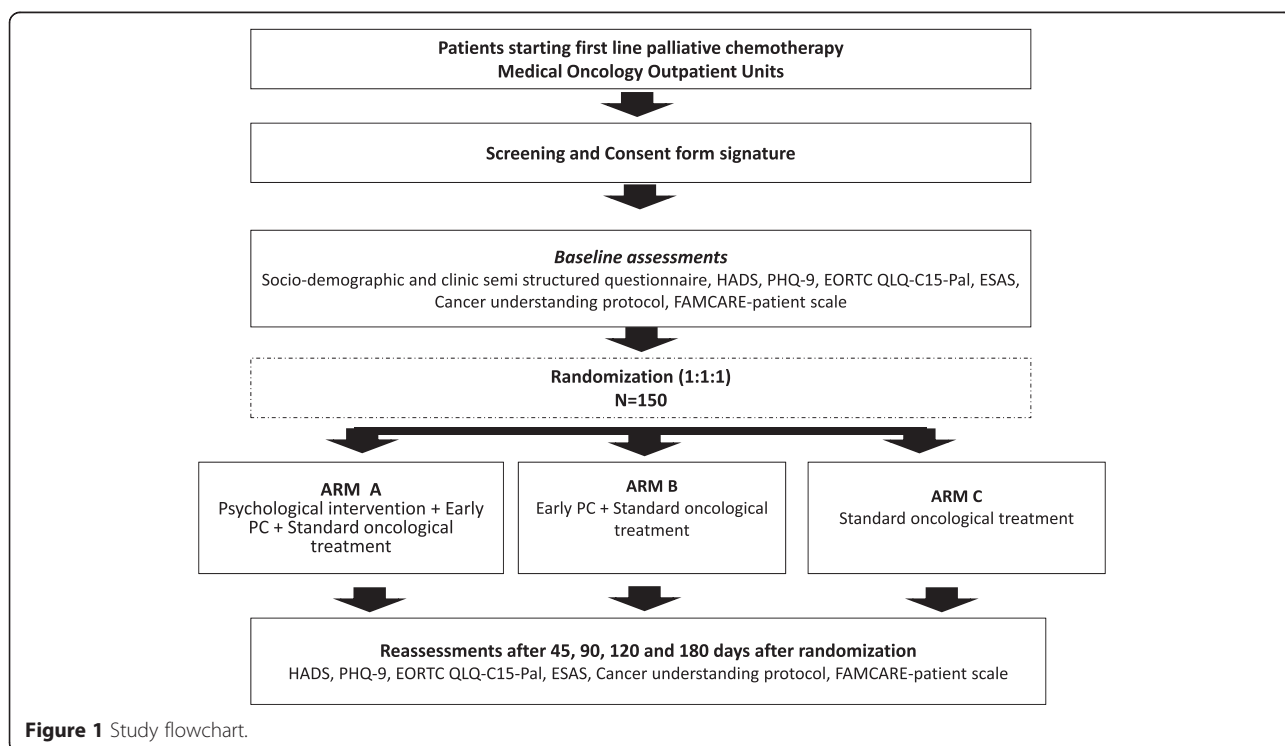 Patients starting first line palliative chemotherapy
Medical Oncology Outpatient Units
Screening and Consent form signature
Baseline assessments
Socio-demographic and clinic semi structured questionnaire, HADS, PHQ-9, EORTC QLQ-C15-Pal, ESAS,
Cancer understanding protocol, FAMCARE-patient scale
Randomization (1:1:1)
N=150
ARM A
Psychological intervention + Early
PC + Standard oncological
treatment
ARM B
Early PC + Standard oncological
treatment
ARM C
Standard oncological treatment
Reassessments after 45, 90, 120 and 180 days after randomization
HADS, PHQ-9, EORTC QLQ-C15-Pal, ESAS, Cancer understanding protocol, FAMCARE-patient scale
Figure 1 Study flowchart.